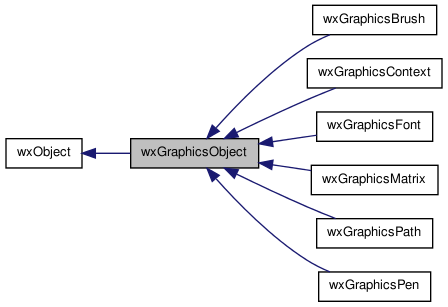 wxObject
wxGraphicsObject
wxGraphicsBrush
wxGraphicsContext
wxGraphicsFont
wxGraphicsMatrix
wxGraphicsPath
wxGraphicsPen